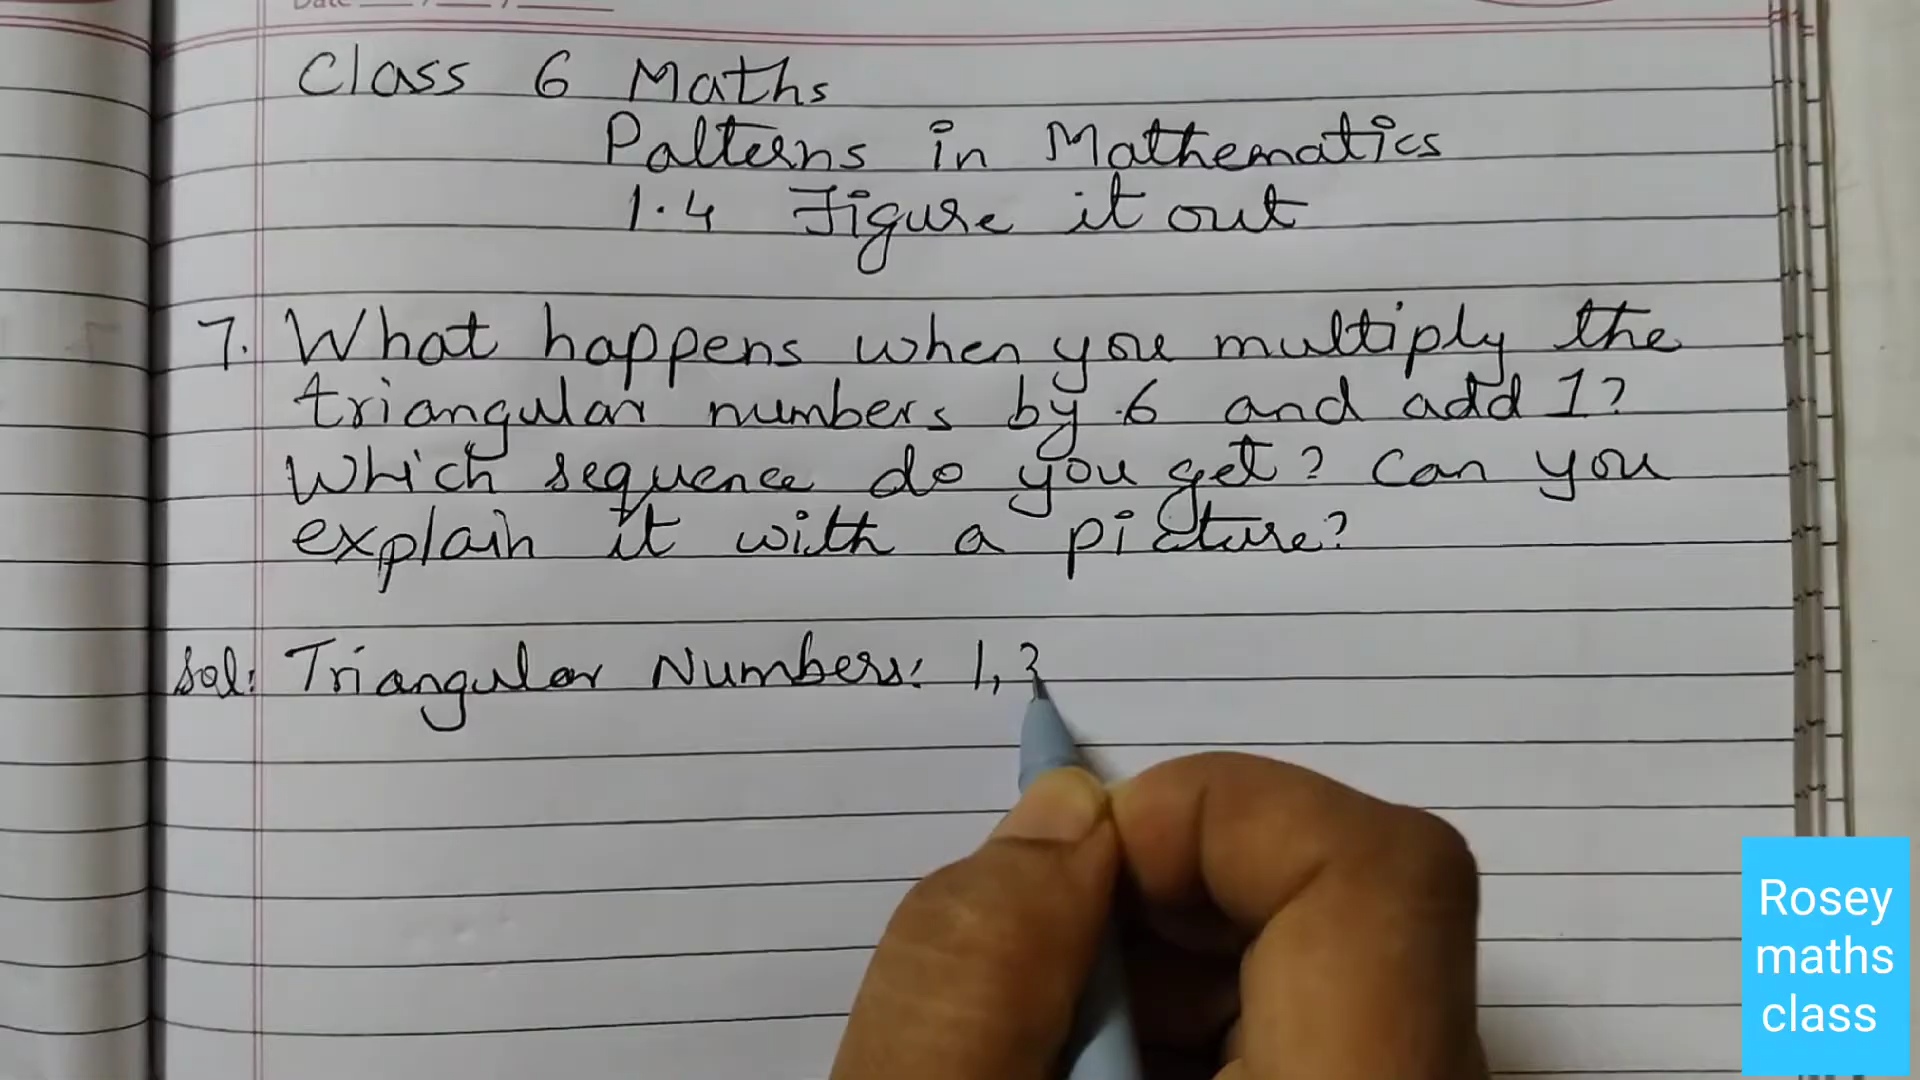 Date
Class 6 Maths
Patterns in Mathematics
1.4 Figure it out
7. What happens when you multiply the
triangular numbers by 6 and add 1?
Which sequence do you get? Can you
explain it with a picture?
Sol: Triangular Numbers: 1, 3
Rosey
maths
class